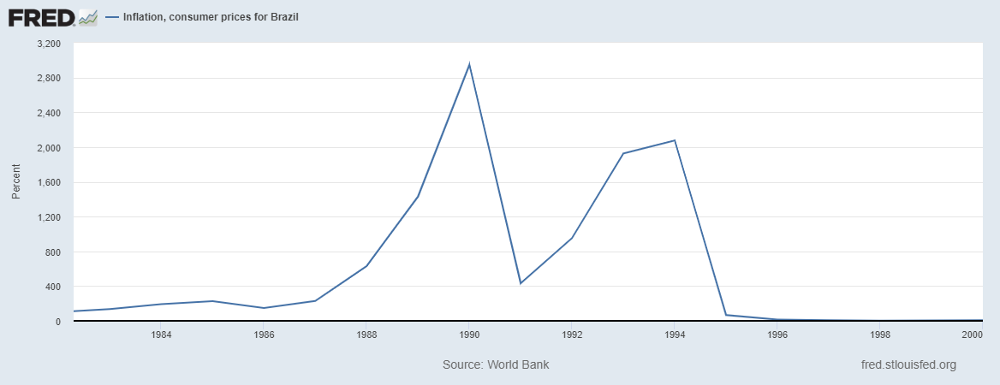 FRED
Inflation, consumer prices for Brazil
Percent
3,200
2,800
2,400
2,000
1,600
1,200
800
400
0
1984 1986 1988 1990 1992 1994 1996 1998 2000
Source: World Bank
fred.stlouisfed.org